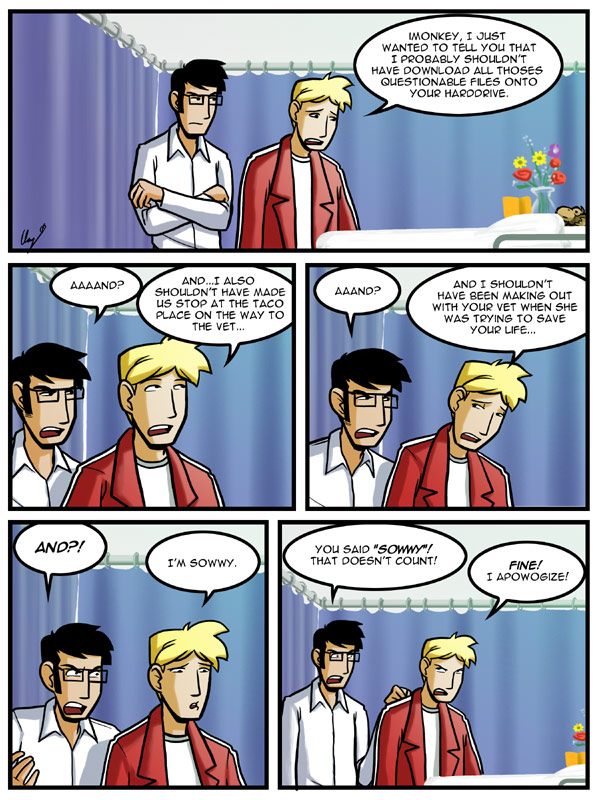 IMONKEY, I JUST
WANTED TO TELL YOU THAT
I PROBABLY SHOULDN'T
HAVE DOWNLOAD ALL THOSES
QUESTIONABLE FILES ONTO
YOUR HARDDRIVE.
AAAAND?
AND...I ALSO
SHOULDN'T HAVE MADE
US STOP AT THE TACO
PLACE ON THE WAY TO
THE VET...
AAAND?
AND I SHOULDN'T
HAVE BEEN MAKING OUT
WITH YOUR VET WHEN SHE
WAS TRYING TO SAVE
YOUR LIFE...
AND?!
I'M SOWWY.
YOU SAID "SOWWY"!
THAT DOESN'T COUNT!
FINE!
I APOWOGIZE!